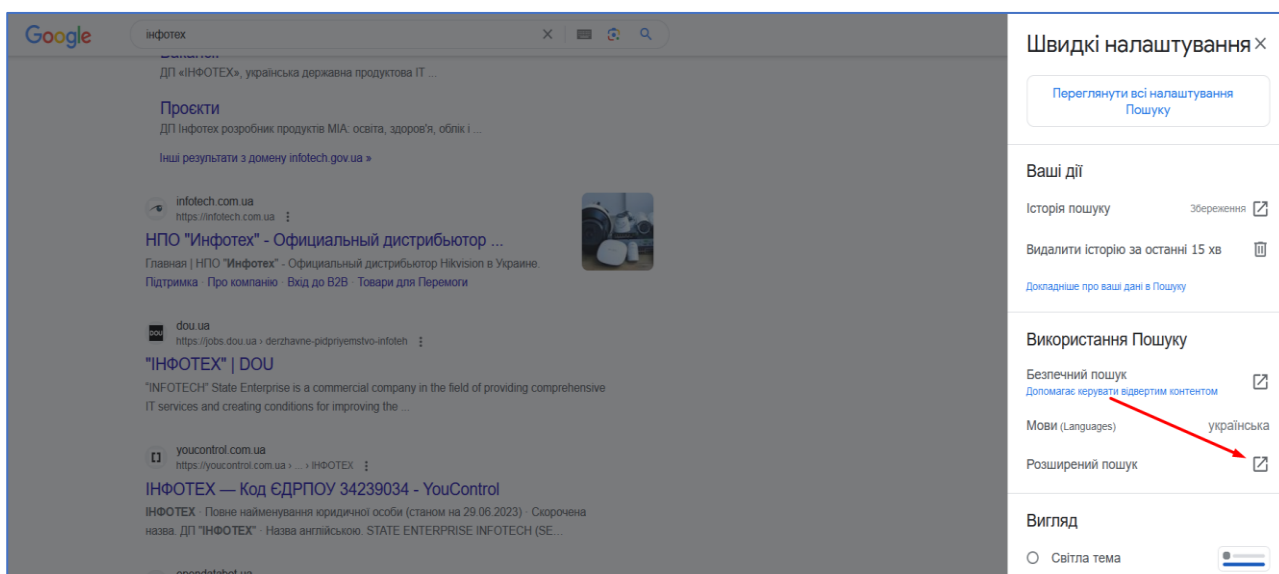 Google
інфотех
Вакансії
ДП «ІНФОТЕХ», українська державна продуктова ІТ ...
Проєкти
ДП Інфотех розробник продуктів МІА: освіта, здоров'я, облік і ...
Інші результати з домену infotech.gov.ua »
infotech.com.ua
https://infotech.com.ua
НПО "Инфотех" - Официальный дистрибьютор ...
Главная | НПО "Инфотех" - Официальный дистрибьютор Hikvision в Украине.
Підтримка · Про компанію · Вхід до B2B · Товари для Перемоги
DOU
dou.ua
https://jobs.dou.ua › derzhavne-pidpriyemstvo-infoteh
"ІНФОТЕХ" | DOU
"INFOTECH" State Enterprise is a commercial company in the field of providing comprehensive
IT services and creating conditions for improving the ...
youcontrol.com.ua
https://youcontrol.com.ua › ... › ІНФОТЕХ
ІНФОТЕХ — Код ЄДРПОУ 34239034 - YouControl
ІНФОТЕХ · Повне найменування юридичної особи (станом на 29.06.2023) · Скорочена
назва. ДП "ІНФОТЕХ" · Назва англійською. STATE ENTERPRISE INFOTECH (SE...
opendatabot.ua
Швидкі налаштування
Переглянути всі налаштування
Пошуку
Ваші дії
Історія пошуку Збереження
Видалити історію за останні 15 хв
Докладніше про ваші дані в Пошуку
Використання Пошуку
Безпечний пошук
Допомагає керувати відвертим контентом
Мови (Languages) українська
Розширений пошук
Вигляд
Світла тема